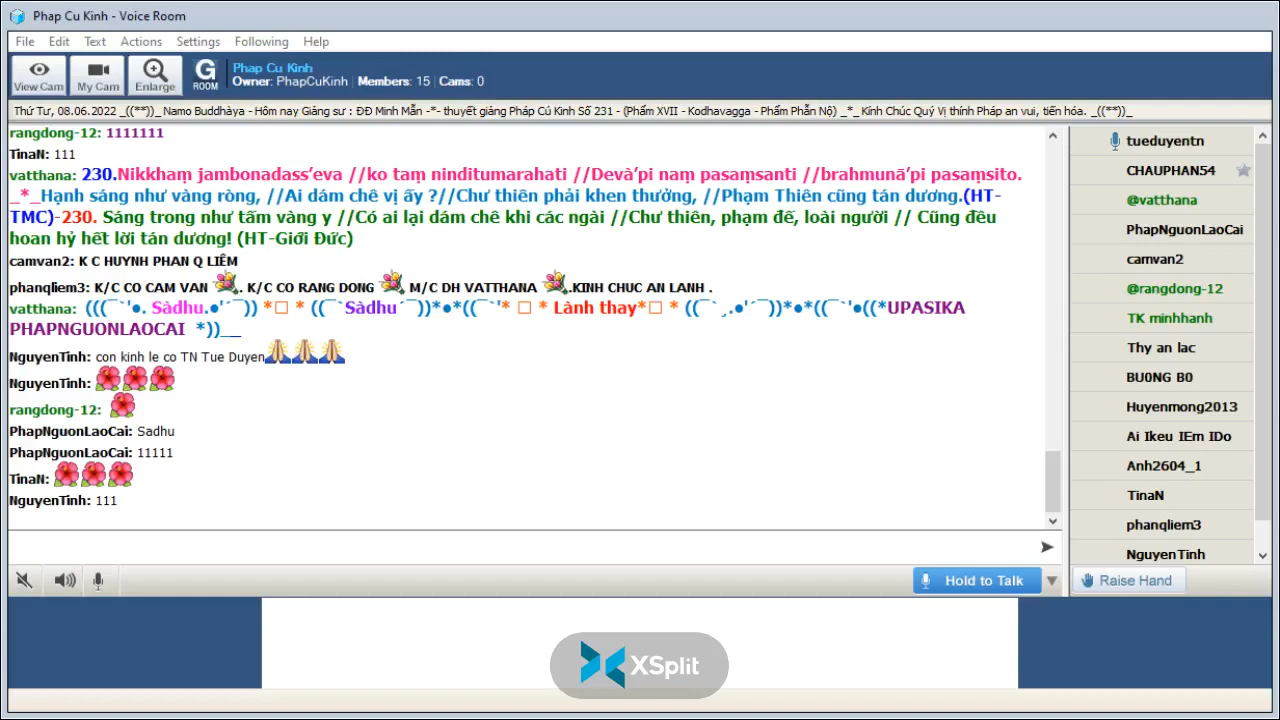 Phap Cu Kinh - Voice Room
File Edit Text Actions Settings Following Help
View Cam My Cam Enlarge G ROOM
Phap Cu Kinh
Owner: PhapCuKinh Members: 15 Cams: 0
Thứ Tư, 08.06.2022 _((**))_ Namo Buddhàya - Hôm nay Giảng sư : ĐĐ Minh Mẫn -*- thuyết giảng Pháp Cú Kinh Số 231 - (Phẩm XVII - Kodhavagga - Phẩm Phẫn Nộ) _*_ Kính Chúc Quý Vị thính Pháp an vui, tiến hóa. _((**))_
rangdong-12: 1111111
TinaN: 111
vatthana: 230.Nikkhaṃ jambonadass’eva //ko taṃ ninditumarahati //Devà’pi naṃ pasaṃsanti //brahmunā’pi pasaṃsito.
_*_Hạnh sáng như vàng ròng, //Ai dám chê vị ấy ?//Chư thiên phải khen thưởng, //Phạm Thiên cũng tán dương.(HT-
TMC)-230. Sáng trong như tấm vàng y //Có ai lại dám chê khi các ngài //Chư thiên, phạm đế, loài người // Cũng đều
hoan hỷ hết lời tán dương! (HT-Giới Đức)
camvan2: K C HUYNH PHAN Q LIÊM
phanqliem3: K/C CO CAM VAN . K/C CO RANG DONG M/C DH VATTHANA .KINH CHUC AN LANH .
vatthana: (((¯`'●. Sàdhu.●'´¯)) *□ * ((¯`Sàdhu´¯))*●*((¯`'* □ * Lành thay*□ * ((¯`¸.●'´¯))*●*((¯`'●((*UPASIKA
PHAPNGUONLAOCAI *))__
NguyenTinh: con kinh le co TN Tue Duyen
NguyenTinh:
rangdong-12:
PhapNguonLaoCai: Sadhu
PhapNguonLaoCai: 11111
TinaN:
NguyenTinh: 111
Hold to Talk
tueduyentn
CHAUPHAN54
@vatthana
PhapNguonLaoCai
camvan2
@rangdong-12
TK minhhanh
Thy an lac
BU0NG B0
Huyenmong2013
Ai Ikeu IEm IDo
Anh2604_1
TinaN
phanqliem3
NguyenTinh
Raise Hand
XSplit